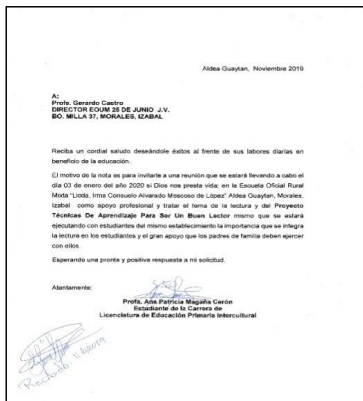 Aldea Guaytan, Noviembre 2019
A:
Profe. Gerardo Castro
DIRECTOR EOUM 25 DE JUNIO J.V.
BO. MILLA 37, MORALES, IZABAL
Reciba un cordial saludo deseándole éxitos al frente de sus labores diarias en
beneficio de la educación.
El motivo de la nota es para invitarle a una reunión que se estará llevando a cabo el
día 03 de enero del año 2020 si Dios nos presta vida; en la Escuela Oficial Rural
Mixta "Licda. Irma Consuelo Alvarado Moscoso de López" Aldea Guaytan, Morales,
Izabal como apoyo profesional y tratar el tema de la lectura y del Proyecto
Técnicas De Aprendizaje Para Ser Un Buen Lector mismo que se estará
ejecutando con estudiantes del mismo establecimiento la importancia que se integra
la lectura en los estudiantes y el gran apoyo que los padres de familia deben ejercer
con ellos.
Esperando una pronta y positiva respuesta a mi solicitud.
Atentamente:
Profa. Ana Patricia Magaña Cerón
Estudiante de la Carrera de
Licenciatura de Educación Primaria Intercultural
Recibido